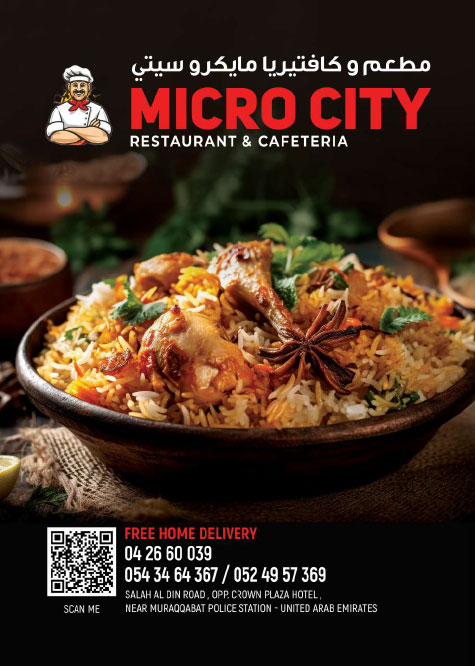 مطعم و كافتيريا مايكرو سيتي
MICRO CITY
RESTAURANT & CAFETERIA
FREE HOME DELIVERY
04 26 60 039
054 34 64 367 / 052 49 57 369
SALAH AL DIN ROAD , OPP. CROWN PLAZA HOTEL ,
NEAR MURAQQABAT POLICE STATION - UNITED ARAB EMIRATES
SCAN ME